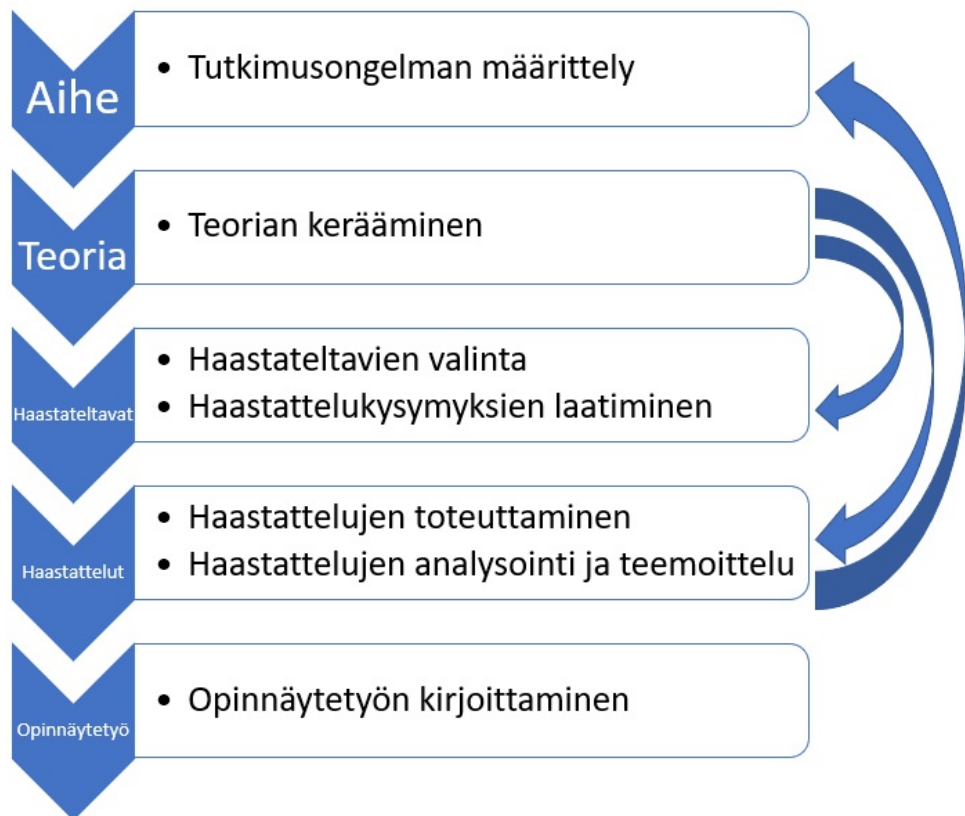 Aihe
• Tutkimusongelman määrittely
Teoria
• Teorian kerääminen
Haastateltavat
• Haastateltavien valinta
• Haastattelukysymyksien laatiminen
Haastattelut
• Haastattelujen toteuttaminen
• Haastattelujen analysointi ja teemoittelu
Opinnäytetyö
• Opinnäytetyön kirjoittaminen